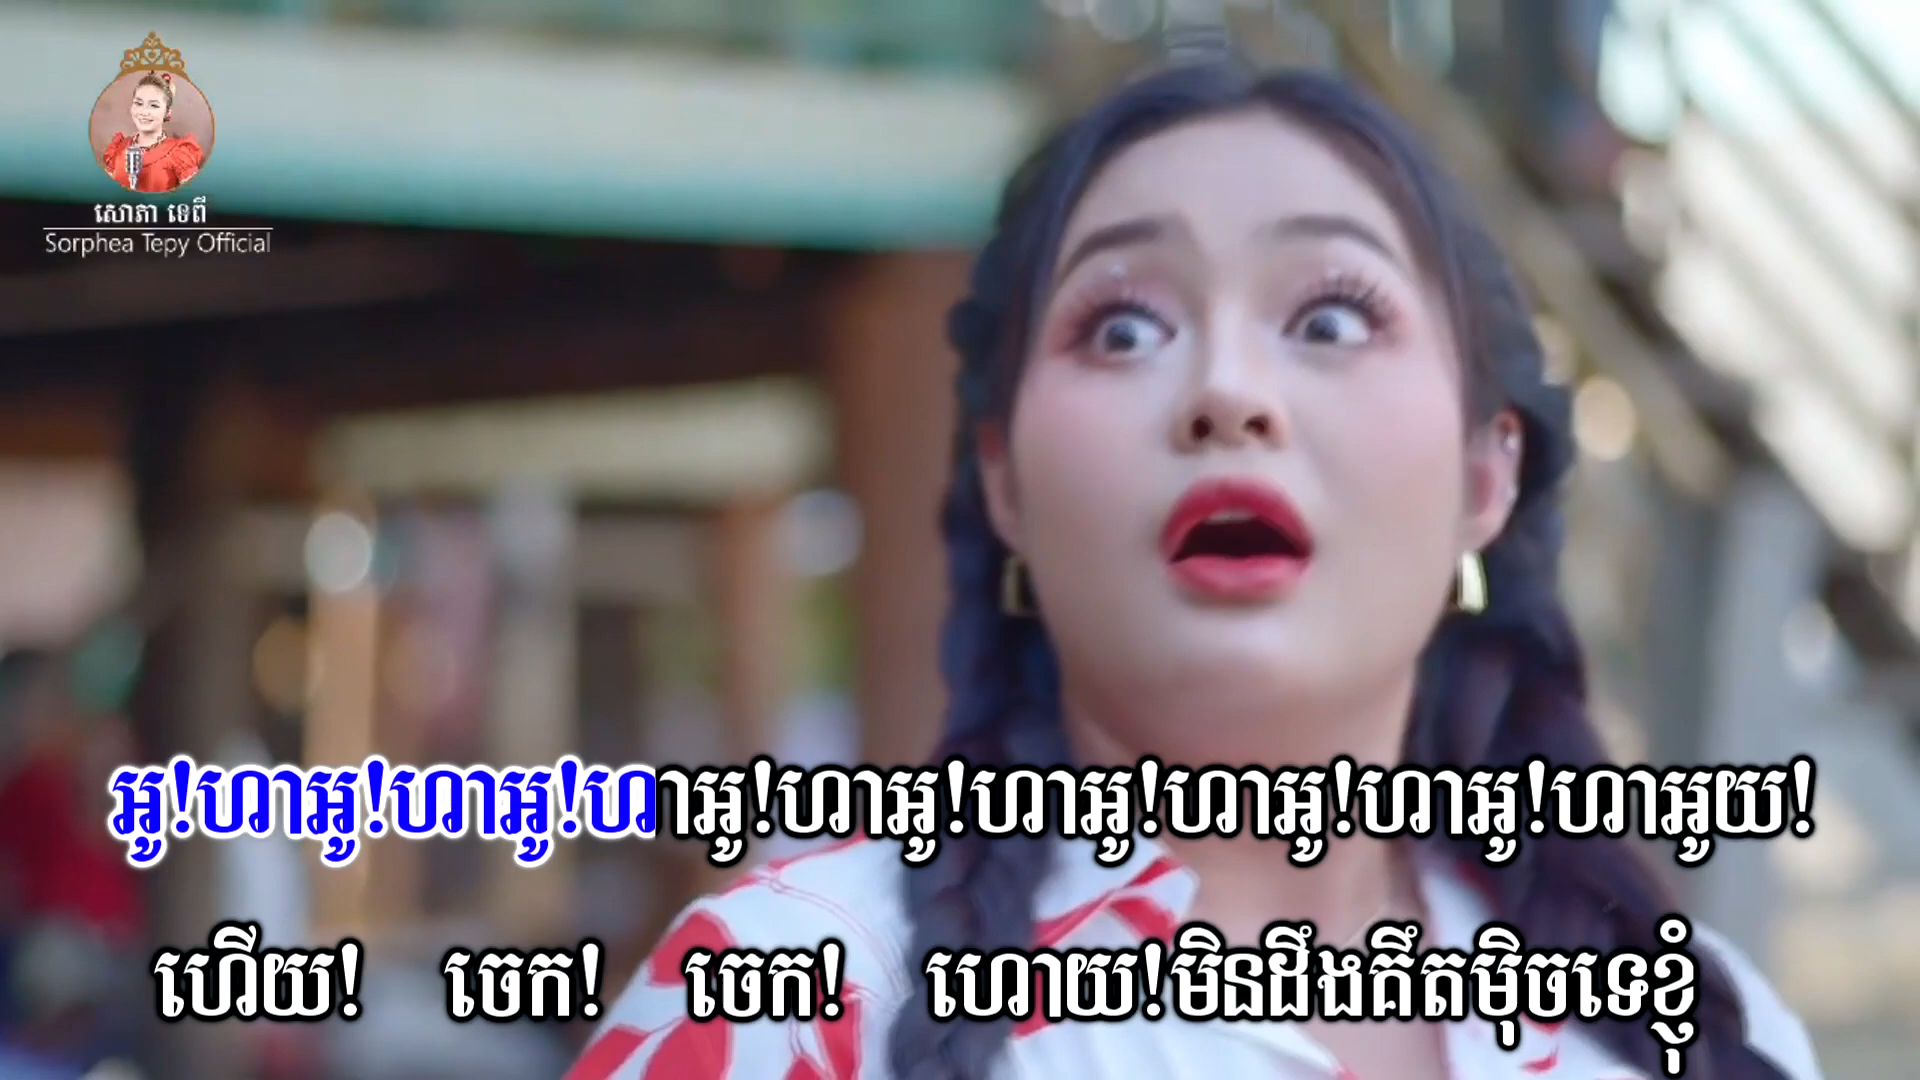 សោភា ទេពី
Sorphea Tepy Official
អូ!ហាអូ!ហាអូ!ហាអូ!ហាអូ!ហាអូ!ហាអូ!ហាអូ!ហាអូយ!
ហើយ! ចេក! ចេក! ហោយ!មិនដឹងគឺតម៉ិចទេខ្ញុំ